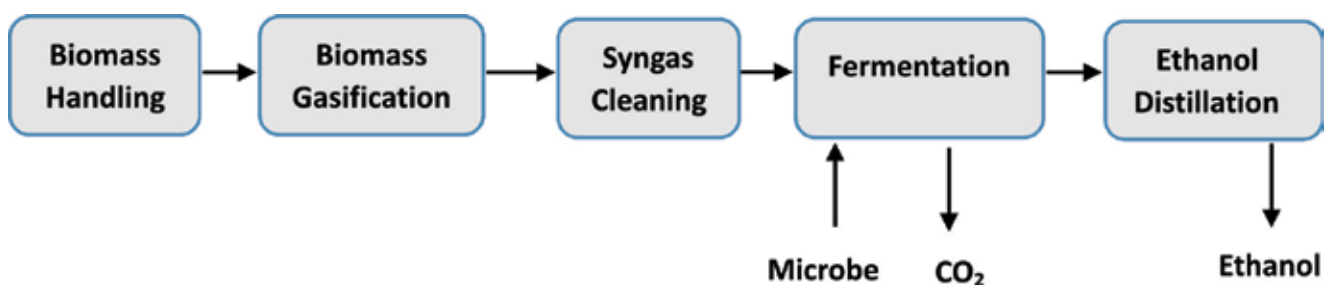 Biomass
Handling
Biomass
Gasification
Syngas
Cleaning
Fermentation
Ethanol
Distillation
Microbe
CO₂
Ethanol